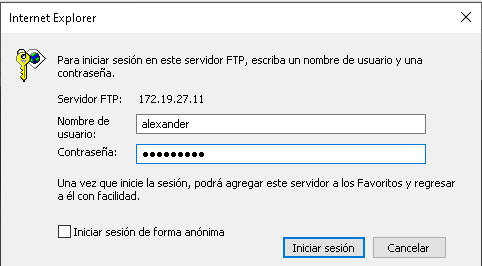 Internet Explorer
Para iniciar sesión en este servidor FTP, escriba un nombre de usuario y una
contraseña.
Servidor FTP: 172.19.27.11
Nombre de
usuario: alexander
Contraseña: ●●●●●●●●●
Una vez que inicie la sesión, podrá agregar este servidor a los Favoritos y regresar
a él con facilidad.
Iniciar sesión de forma anónima
Iniciar sesión Cancelar